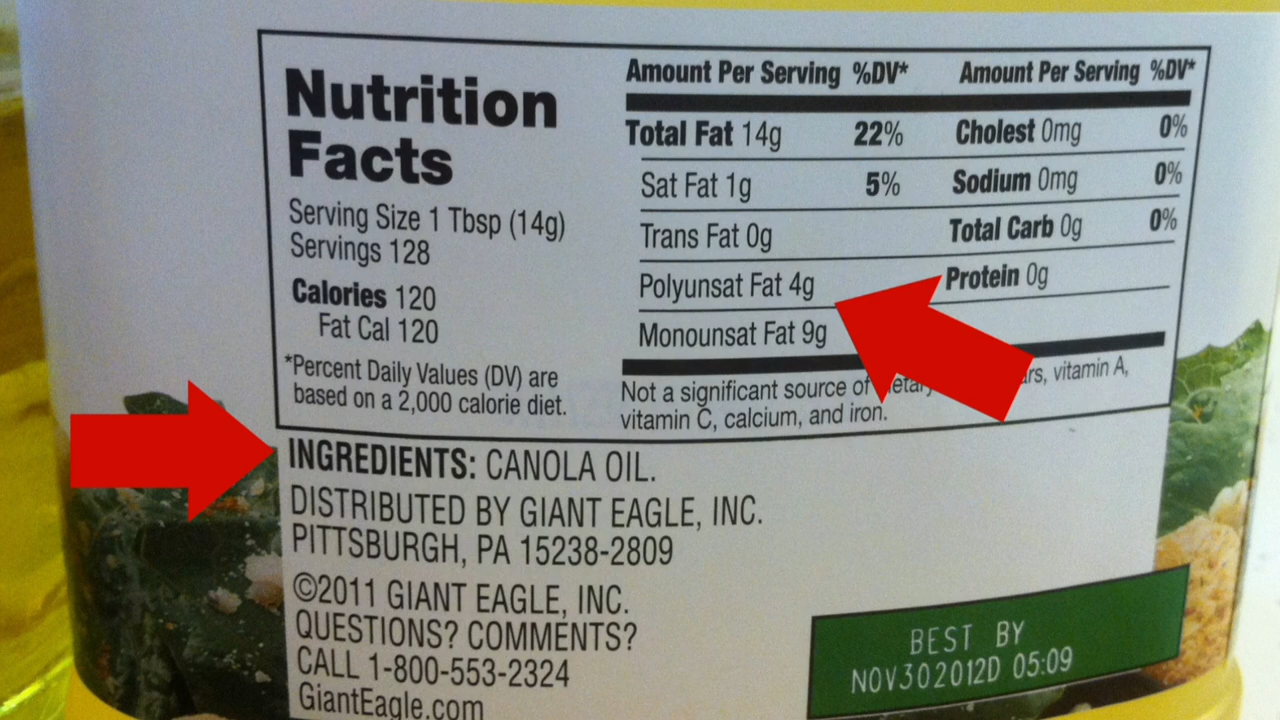 Nutrition
Facts
Serving Size 1 Tbsp (14g)
Servings 128
Calories 120
Fat Cal 120
*Percent Daily Values (DV) are
based on a 2,000 calorie diet.
Amount Per Serving %DV*
Total Fat 14g 22%
Sat Fat 1g 5%
Trans Fat 0g
Polyunsat Fat 4g
Monounsat Fat 9g
Amount Per Serving %DV*
Cholest 0mg 0%
Sodium 0mg 0%
Total Carb 0g 0%
Protein 0g
Not a significant source of vitamin A,
vitamin C, calcium, and iron.
INGREDIENTS: CANOLA OIL.
DISTRIBUTED BY GIANT EAGLE, INC.
PITTSBURGH, PA 15238-2809
©2011 GIANT EAGLE, INC.
QUESTIONS? COMMENTS?
CALL 1-800-553-2324
GiantEagle.com
BEST BY
NOV302012D 05:09